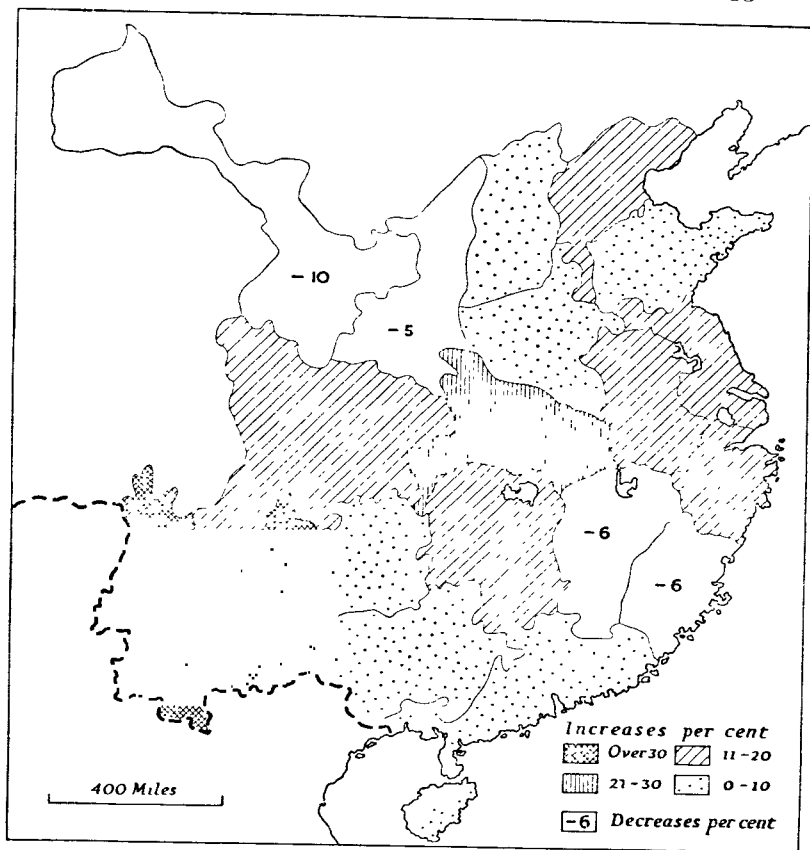 -10
-5
-6
-6
Increases per cent
Over 30 11-20
21-30 0-10
-6 Decreases per cent
400 Miles